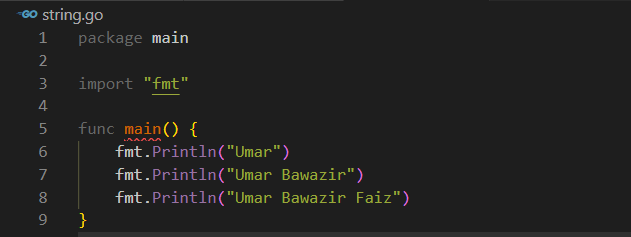 GO string.go
1 package main
2
3 import "fmt"
4
5 func main() {
6     fmt.Println("Umar")
7     fmt.Println("Umar Bawazir")
8     fmt.Println("Umar Bawazir Faiz")
9 }